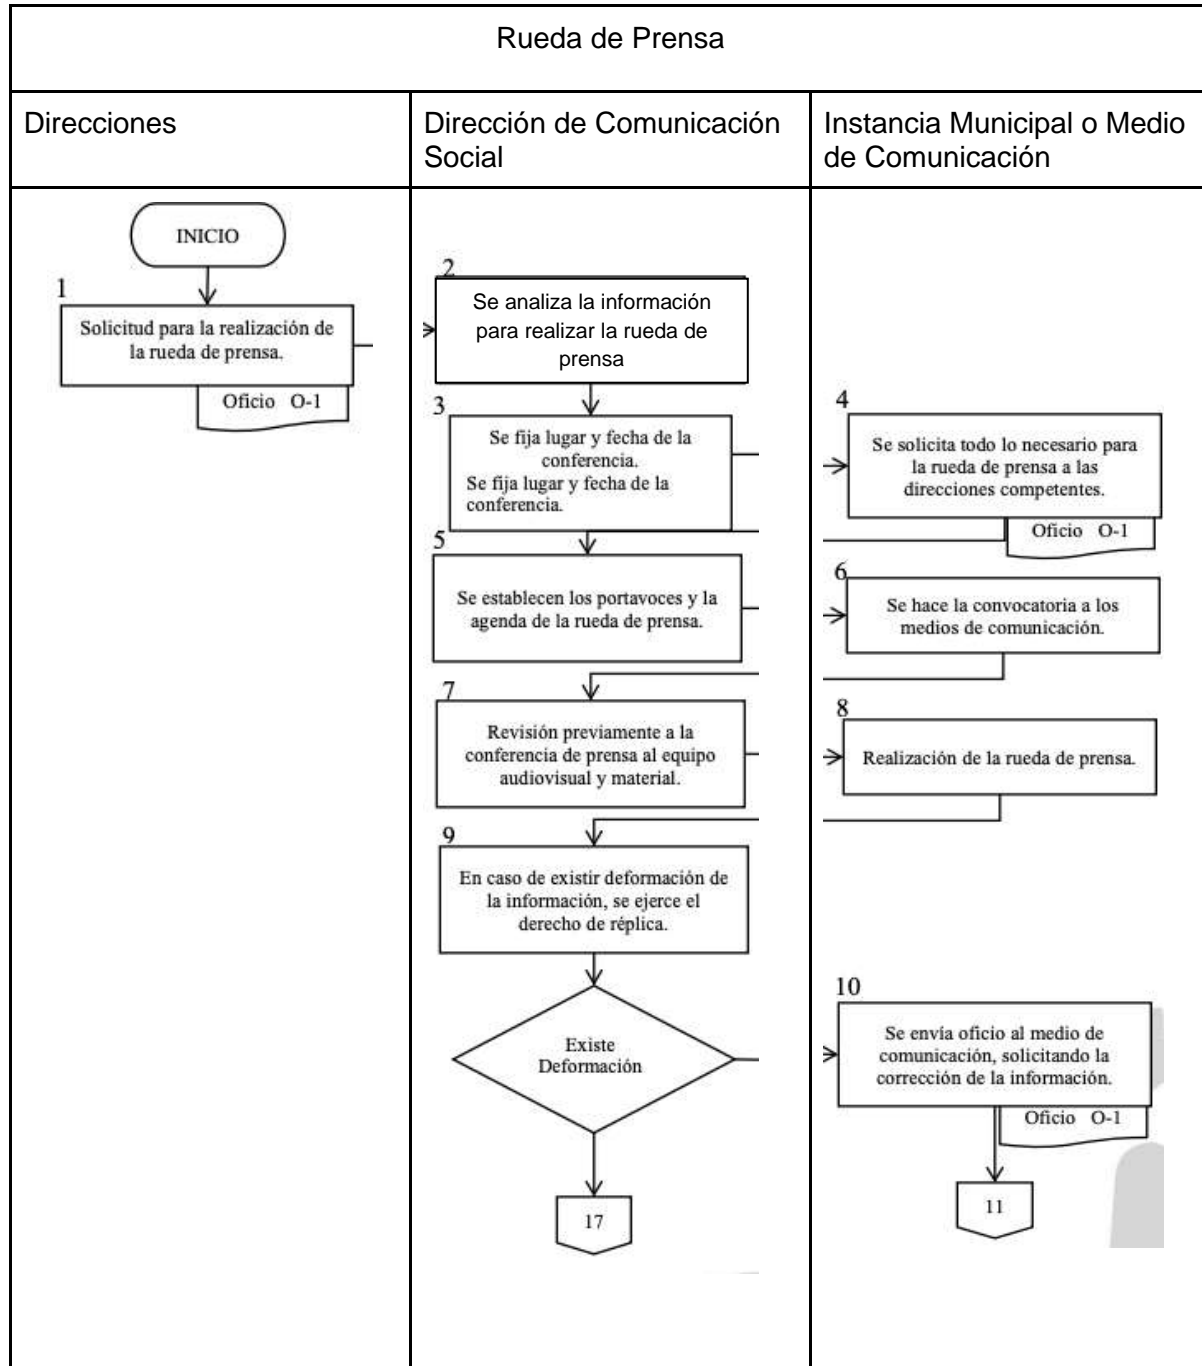 Rueda de Prensa
Direcciones
Dirección de Comunicación
Social
Instancia Municipal o Medio
de Comunicación
INICIO
1
Solicitud para la realización de
la rueda de prensa.
Oficio O-1
2
Se analiza la información
para realizar la rueda de
prensa
3
Se fija lugar y fecha de la
conferencia.
Se fija lugar y fecha de la
conferencia.
4
Se solicita todo lo necesario para
la rueda de prensa a las
direcciones competentes.
Oficio O-1
5
Se establecen los portavoces y la
agenda de la rueda de prensa.
6
Se hace la convocatoria a los
medios de comunicación.
7
Revisión previamente a la
conferencia de prensa al equipo
audiovisual y material.
8
Realización de la rueda de prensa.
9
En caso de existir deformación de
la información, se ejerce el
derecho de réplica.
Existe
Deformación
10
Se envía oficio al medio de
comunicación, solicitando la
corrección de la información.
Oficio O-1
17
11